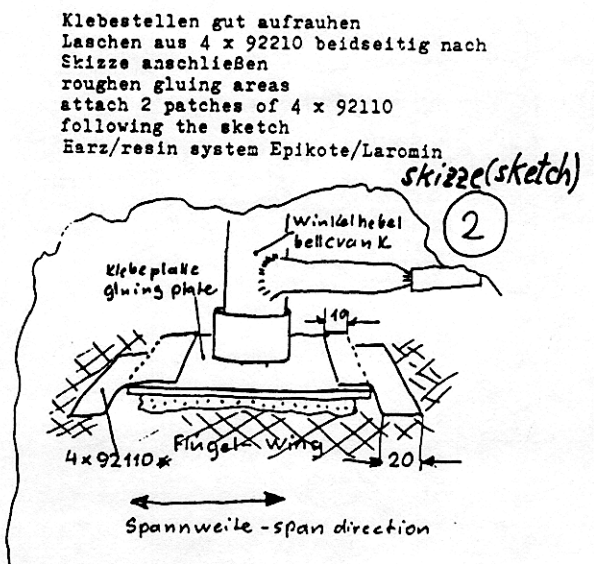 Klebestellen gut aufrauhen
Laschen aus 4 x 92210 beidseitig nach
Skizze anschließen
roughen gluing areas
attach 2 patches of 4 x 92110
following the sketch
Harz/resin system Epikote/Laromin
skizze(sketch)
2
Winkelhebel
bellcrank
Klebeplatte
gluing plate
10
Flügel - Wing
4x92110
20
Spannweite - span direction